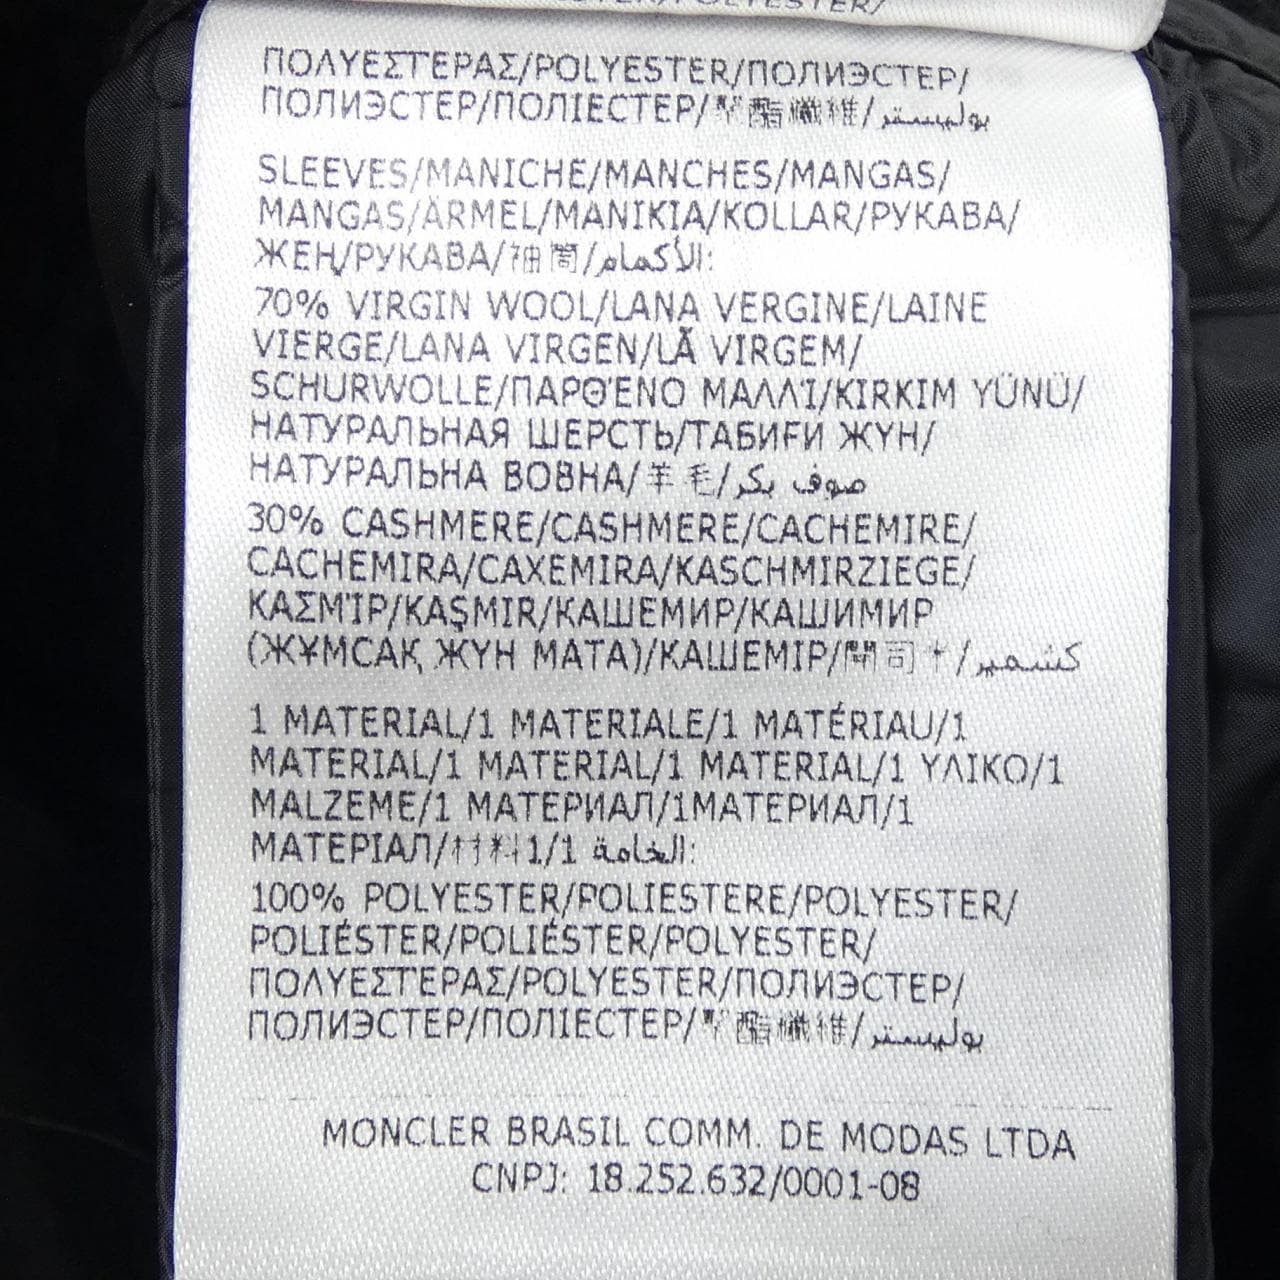 ΠΟΛΥΕΣΤΕΡΑΣ/POLYESTER/ПОЛИЭСТЕР/
ПОЛИЭСТЕР/ПОЛІЕСТЕР/聚酯纖維/بوليستر
SLEEVES/MANICHE/MANCHES/MANGAS/
MANGAS/ÄRMEL/MANIKIA/KOLLAR/РУКАВА/
ЖЕҢ/РУКАВА/袖筒/الأكمام:
70% VIRGIN WOOL/LANA VERGINE/LAINE
VIERGE/LANA VIRGEN/LÃ VIRGEM/
SCHURWOLLE/ΠΑΡΘΈΝΟ ΜΑΛΛΊ/KIRKIM YÜNÜ/
НАТУРАЛЬНАЯ ШЕРСТЬ/ТАБИҒИ ЖҮН/
НАТУРАЛЬНА ВОВНА/羊毛/صوف بكر
30% CASHMERE/CASHMERE/CACHEMIRE/
CACHEMIRA/CAXEMIRA/KASCHMIRZIEGE/
ΚΑΣΜΊΡ/KAŞMIR/КАШЕМИР/КАШИМИР
(ЖҰМСАҚ ЖҮН МАТА)/КАШЕМІР/開司米/كشمير
1 MATERIAL/1 MATERIALE/1 MATÉRIAU/1
MATERIAL/1 MATERIAL/1 MATERIAL/1 ΥΛΙΚΟ/1
MALZEME/1 МАТЕРИАЛ/1МАТЕРИАЛ/1
МАТЕРІАЛ/材料1/1 الخامة:
100% POLYESTER/POLIESTERE/POLYESTER/
POLIÉSTER/POLIÉSTER/POLYESTER/
ΠΟΛΥΕΣΤΕΡΑΣ/POLYESTER/ПОЛИЭСТЕР/
ПОЛИЭСТЕР/ПОЛІЕСТЕР/聚酯纖維/بوليستر
MONCLER BRASIL COMM. DE MODAS LTDA
CNPJ: 18.252.632/0001-08